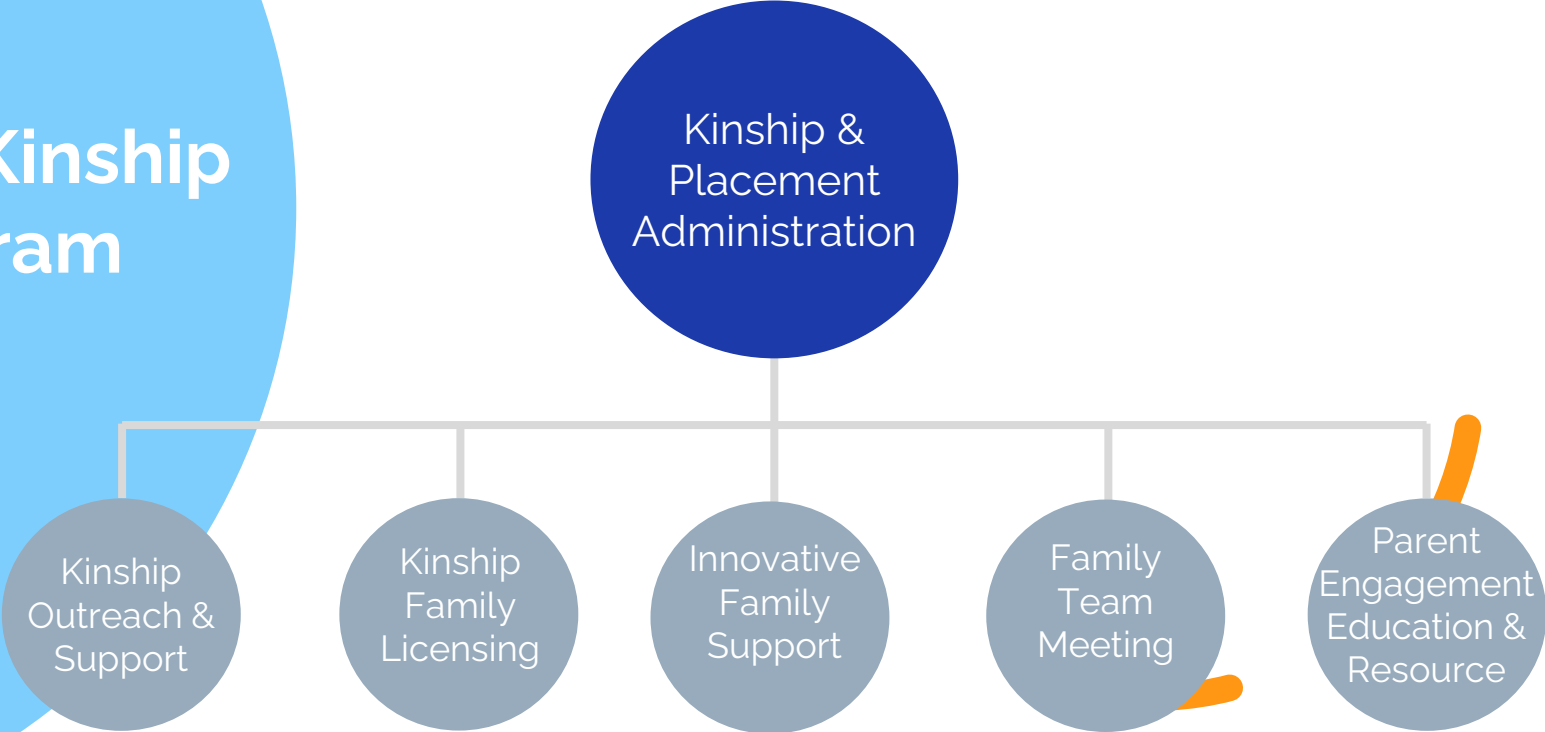 Kinship
ram
Kinship &
Placement
Administration
Kinship
Outreach &
Support
Kinship
Family
Licensing
Innovative
Family
Support
Family
Team
Meeting
Parent
Engagement
Education &
Resource